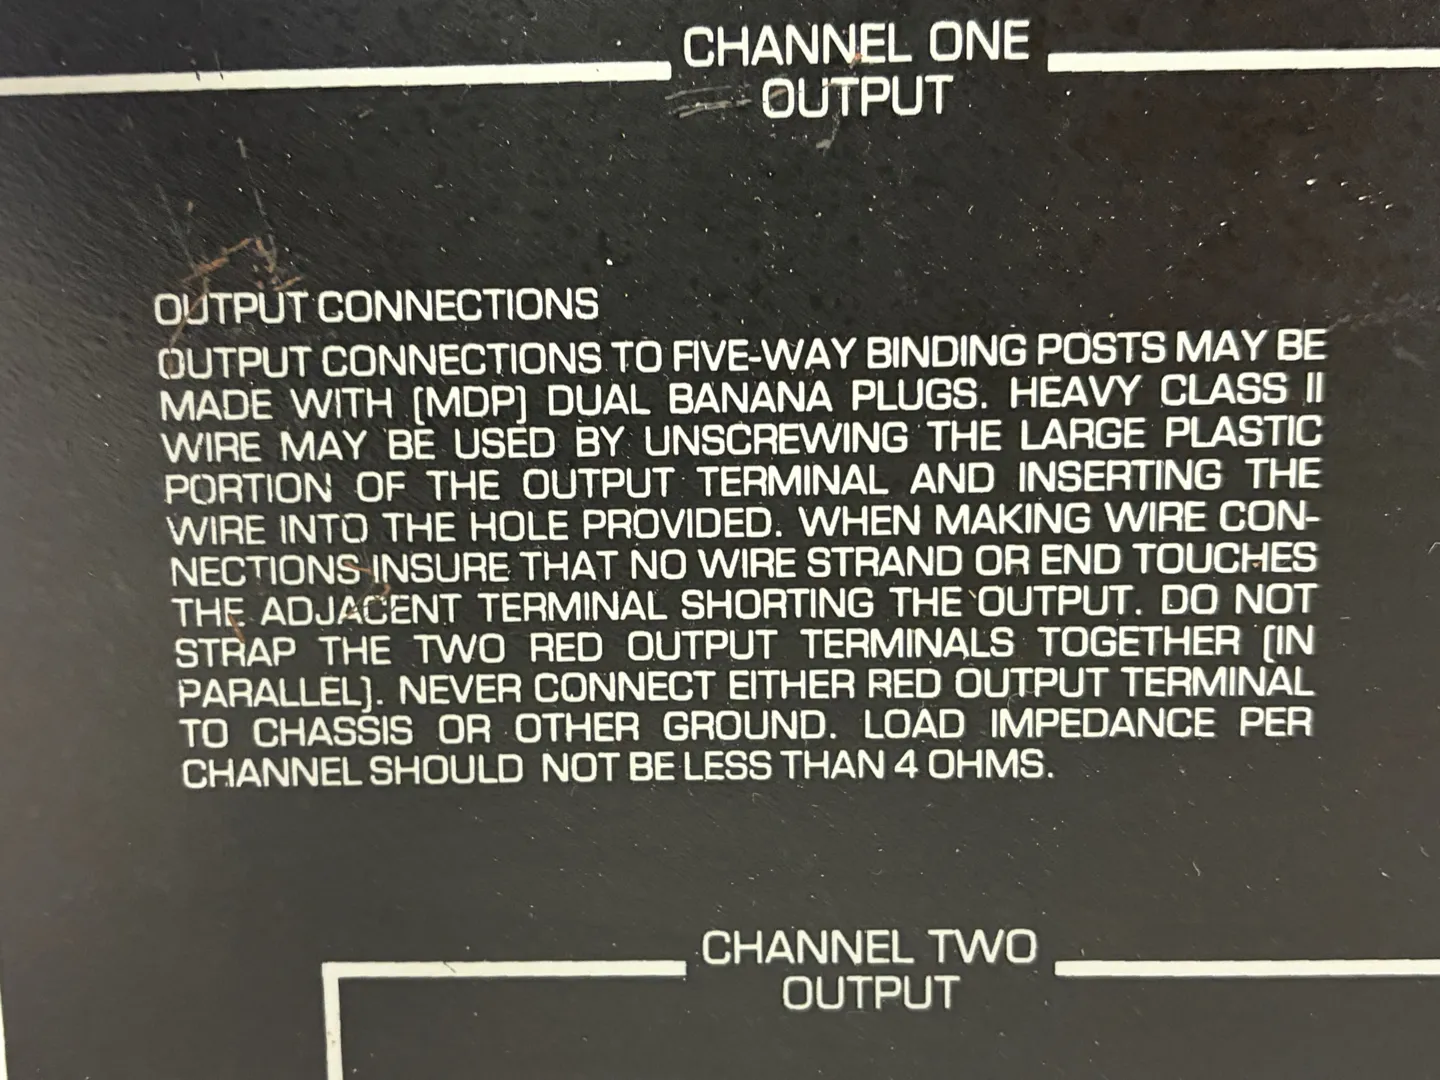 CHANNEL ONE
OUTPUT
OUTPUT CONNECTIONS
OUTPUT CONNECTIONS TO FIVE-WAY BINDING POSTS MAY BE
MADE WITH (MDP) DUAL BANANA PLUGS. HEAVY CLASS II
WIRE MAY BE USED BY UNSCREWING THE LARGE PLASTIC
PORTION OF THE OUTPUT TERMINAL AND INSERTING THE
WIRE INTO THE HOLE PROVIDED. WHEN MAKING WIRE CON-
NECTIONS INSURE THAT NO WIRE STRAND OR END TOUCHES
THE ADJACENT TERMINAL SHORTING THE OUTPUT. DO NOT
STRAP THE TWO RED OUTPUT TERMINALS TOGETHER (IN
PARALLEL). NEVER CONNECT EITHER RED OUTPUT TERMINAL
TO CHASSIS OR OTHER GROUND. LOAD IMPEDANCE PER
CHANNEL SHOULD NOT BE LESS THAN 4 OHMS.
CHANNEL TWO
OUTPUT